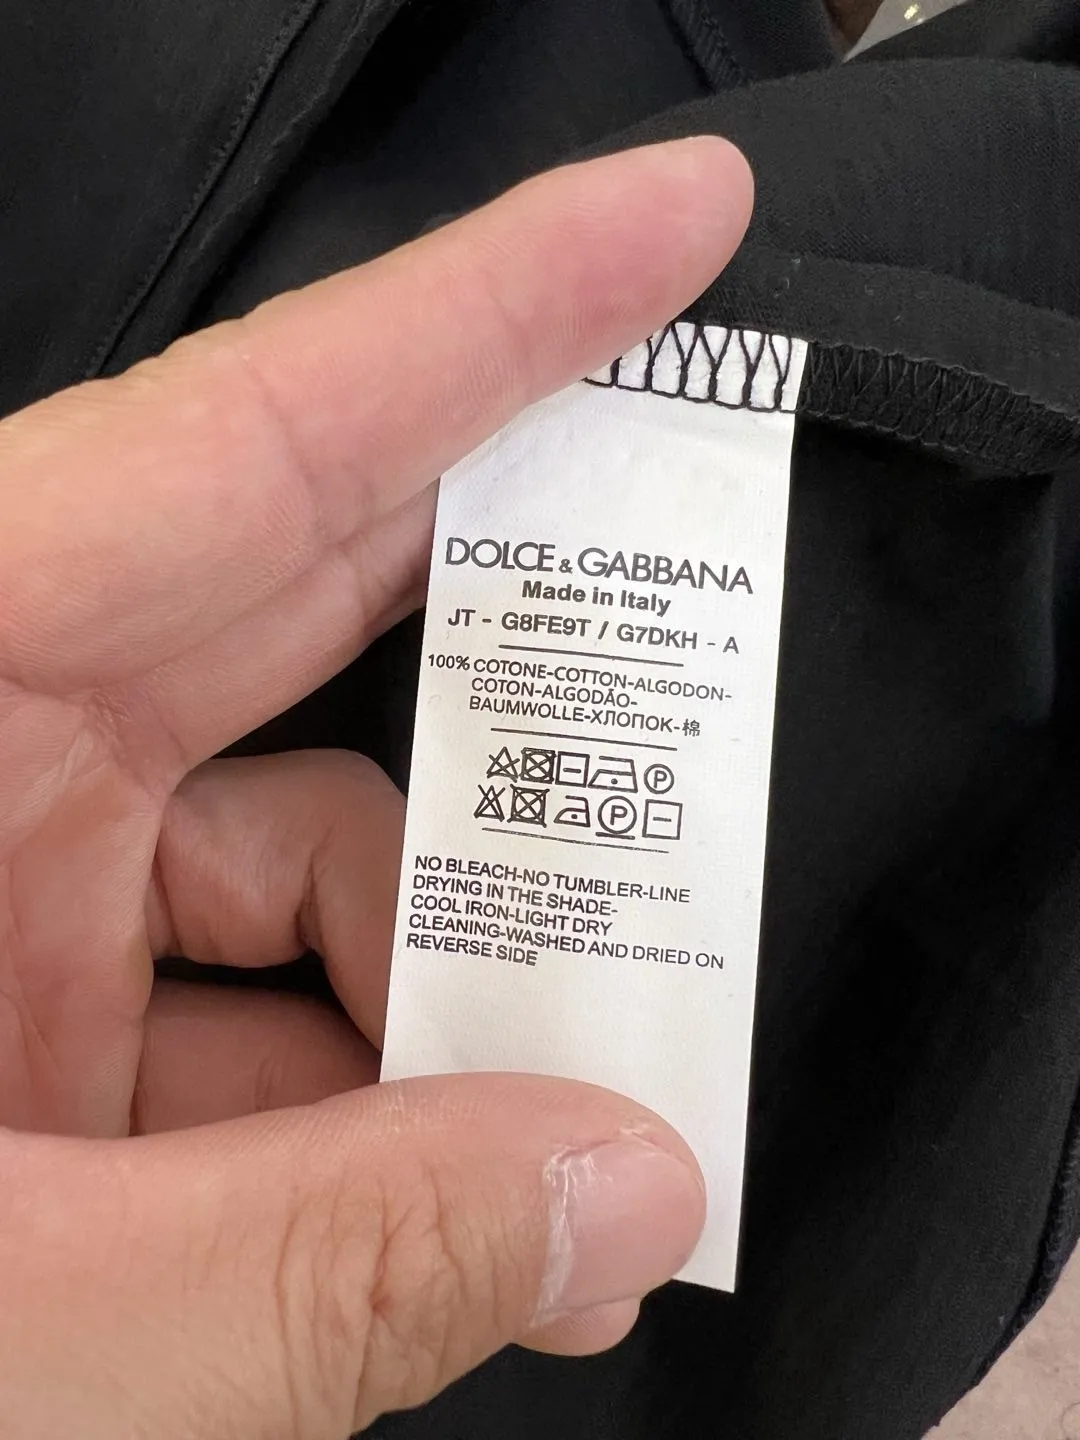 DOLCE & GABBANA
Made in Italy
JT - G8FE9T / G7DKH - A
100% COTONE-COTTON-ALGODON-
COTON-ALGODÃO-
BAUMWOLLE-ХЛОПОК-棉
P
P
NO BLEACH-NO TUMBLER-LINE
DRYING IN THE SHADE-
COOL IRON-LIGHT DRY
CLEANING-WASHED AND DRIED ON
REVERSE SIDE